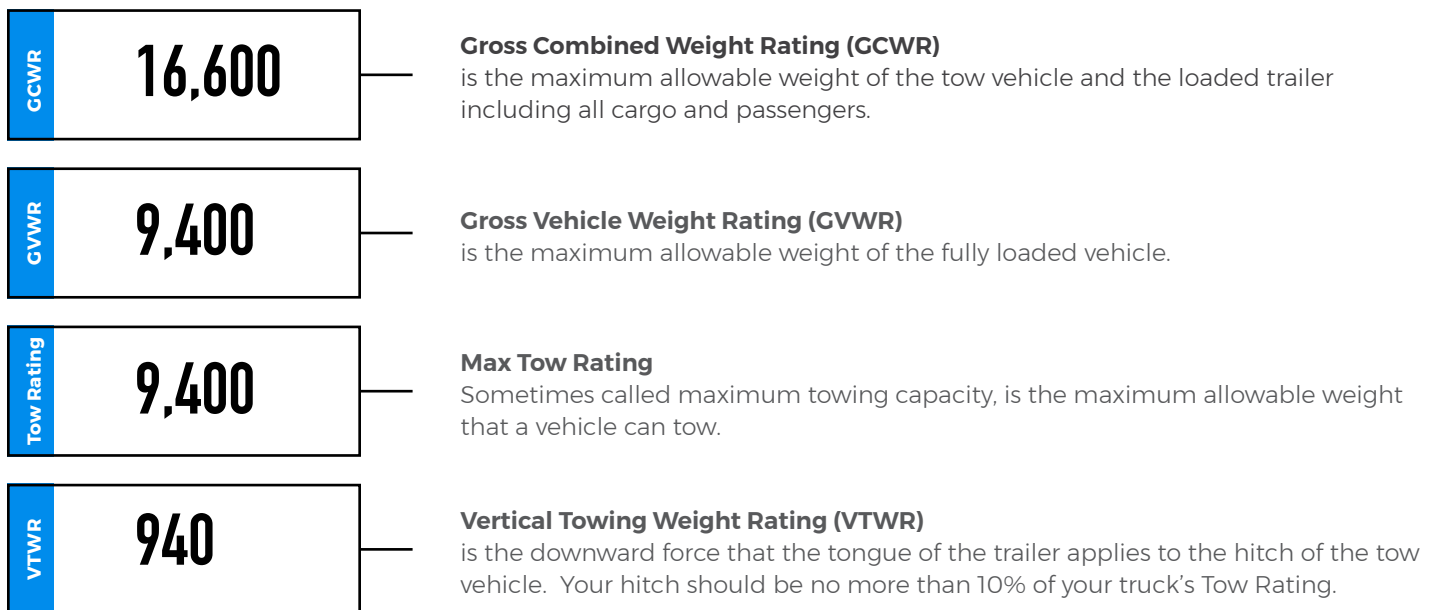 GCWR
16,600
Gross Combined Weight Rating (GCWR)
is the maximum allowable weight of the tow vehicle and the loaded trailer
including all cargo and passengers.
GVWR
9,400
Gross Vehicle Weight Rating (GVWR)
is the maximum allowable weight of the fully loaded vehicle.
Tow Rating
9,400
Max Tow Rating
Sometimes called maximum towing capacity, is the maximum allowable weight
that a vehicle can tow.
VTWR
940
Vertical Towing Weight Rating (VTWR)
is the downward force that the tongue of the trailer applies to the hitch of the tow
vehicle.  Your hitch should be no more than 10% of your truck's Tow Rating.